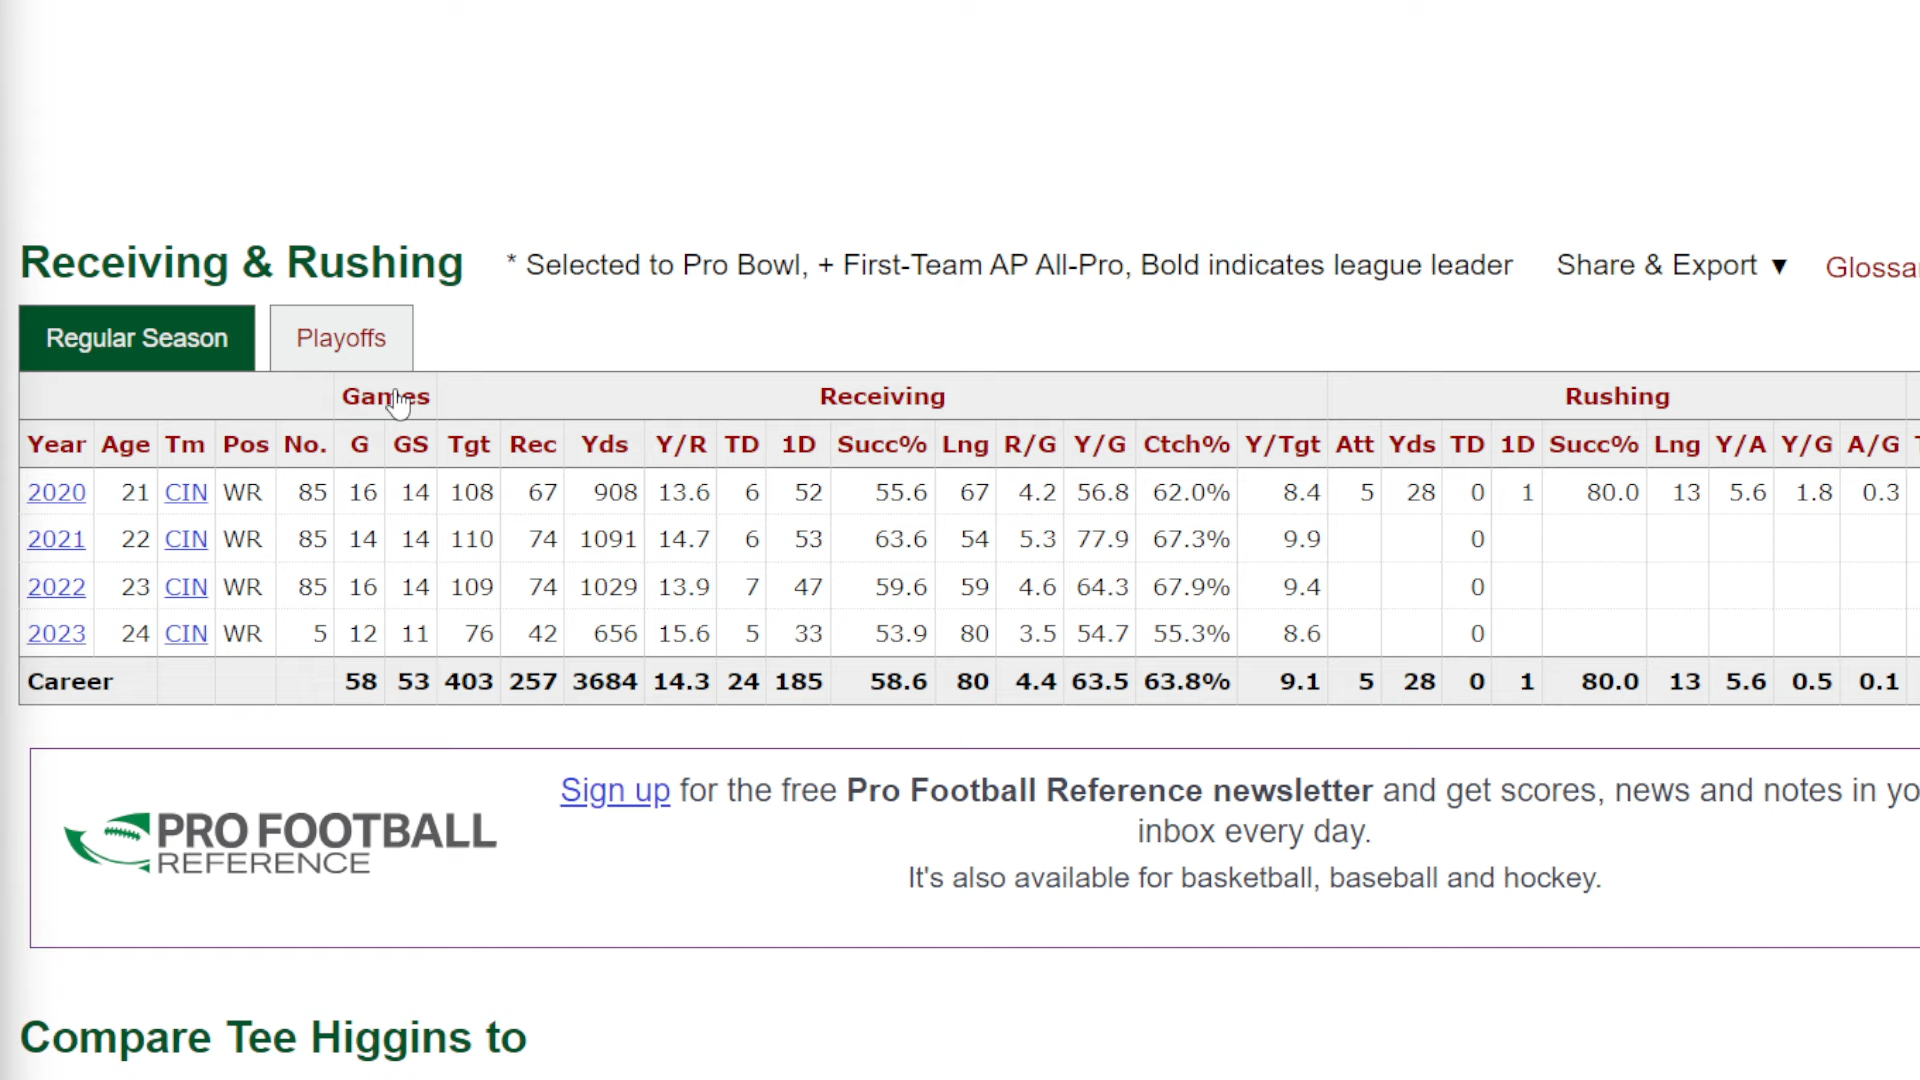 Receiving & Rushing * Selected to Pro Bowl, + First-Team AP All-Pro, Bold indicates league leader Share & Export ▼ Glossa
Regular Season Playoffs
Games Receiving Rushing
Year Age Tm Pos No. G GS Tgt Rec Yds Y/R TD 1D Succ% Lng R/G Y/G Ctch% Y/Tgt Att Yds TD 1D Succ% Lng Y/A Y/G A/G
2020 21 CIN WR 85 16 14 108 67 908 13.6 6 52 55.6 67 4.2 56.8 62.0% 8.4 5 28 0 1 80.0 13 5.6 1.8 0.3
2021 22 CIN WR 85 14 14 110 74 1091 14.7 6 53 63.6 54 5.3 77.9 67.3% 9.9 0
2022 23 CIN WR 85 16 14 109 74 1029 13.9 7 47 59.6 59 4.6 64.3 67.9% 9.4 0
2023 24 CIN WR 5 12 11 76 42 656 15.6 5 33 53.9 80 3.5 54.7 55.3% 8.6 0
Career 58 53 403 257 3684 14.3 24 185 58.6 80 4.4 63.5 63.8% 9.1 5 28 0 1 80.0 13 5.6 0.5 0.1
PRO FOOTBALL
REFERENCE
Sign up for the free Pro Football Reference newsletter and get scores, news and notes in yo
inbox every day.
It's also available for basketball, baseball and hockey.
Compare Tee Higgins to